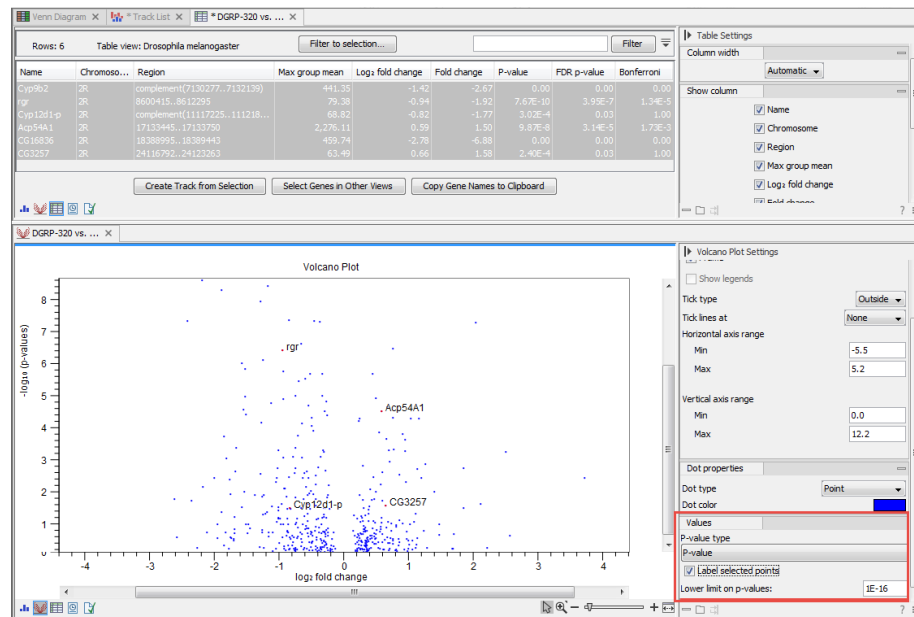 Venn Diagram
* Track List
* DGRP-320 vs. ...
Rows: 6 Table view: Drosophila melanogaster Filter to selection... Filter
Name Chromoso... Region Max group mean Log₂ fold change Fold change P-value FDR p-value Bonferroni
Cyp9b2 2R complement(7130277..7132139) 441.35 -1.42 -2.67 0.00 0.00 0.00
rgr 2R 8600415..8612295 79.38 -0.94 -1.92 7.67E-10 3.95E-7 1.34E-5
Cyp12d1-p 2R complement(11117225..111218... 68.82 -0.82 -1.77 3.02E-4 0.03 1.00
Acp54A1 2R 17133445..17133750 2,276.11 0.59 1.50 9.87E-8 3.14E-5 1.73E-3
CG16836 2R 18388995..18389443 459.74 -2.78 -6.88 0.00 0.00 0.00
CG3257 2R 24116792..24123263 63.49 0.66 1.58 2.40E-4 0.03 1.00
Create Track from Selection Select Genes in Other Views Copy Gene Names to Clipboard
Table Settings
Column width
Automatic
Show column
Name
Chromosome
Region
Max group mean
Log₂ fold change
Fold change
?
DGRP-320 vs. ...
Volcano Plot
8
7
6
5
4
3
2
1
0
-log₁₀ (p-values)
rgr
Acp54A1
Cyp12d1-p
CG3257
-4 -3 -2 -1 0 1 2 3 4
log₂ fold change
Volcano Plot Settings
Frame
Show legends
Tick type Outside
Tick lines at None
Horizontal axis range
Min -5.5
Max 5.2
Vertical axis range
Min 0.0
Max 12.2
Dot properties
Dot type Point
Dot color
Values
P-value type
P-value
Label selected points
Lower limit on p-values: 1E-16
?